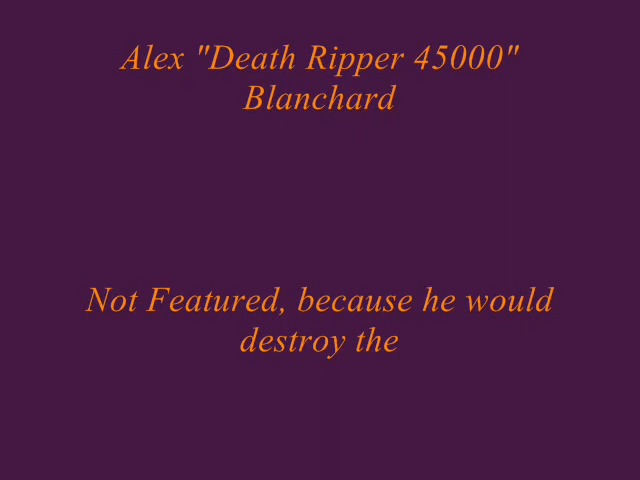 Alex "Death Ripper 45000"
Blanchard
Not Featured, because he would
destroy the